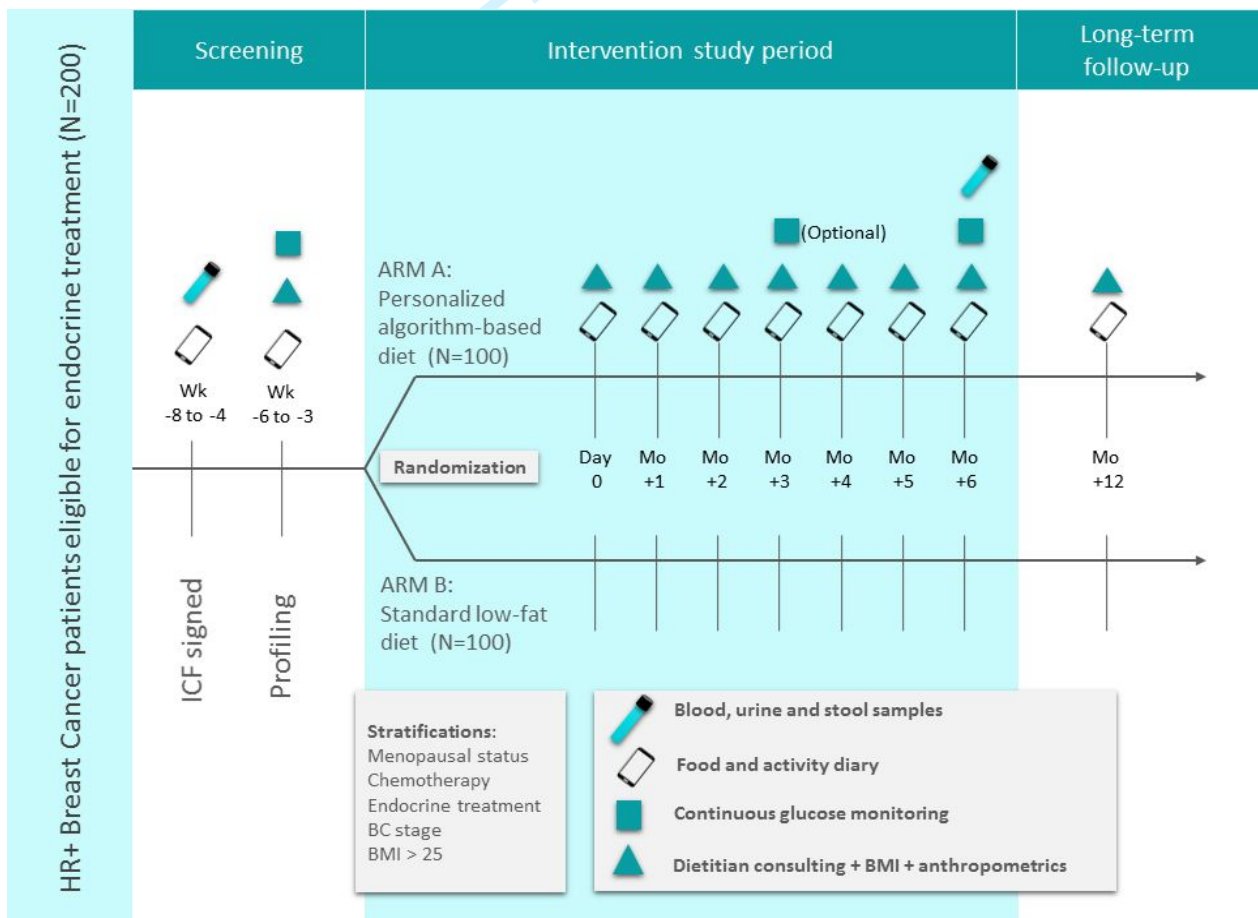 HR+ Breast Cancer patients eligible for endocrine treatment (N=200)
Screening
Intervention study period
Long-term
follow-up
(Optional)
ARM A:
Personalized
algorithm-based
diet (N=100)
Wk
-8 to -4
Wk
-6 to -3
Randomization
Day
0
Mo
+1
Mo
+2
Mo
+3
Mo
+4
Mo
+5
Mo
+6
Mo
+12
ICF signed
Profiling
ARM B:
Standard low-fat
diet (N=100)
Stratifications:
Menopausal status
Chemotherapy
Endocrine treatment
BC stage
BMI > 25
Blood, urine and stool samples
Food and activity diary
Continuous glucose monitoring
Dietitian consulting + BMI + anthropometrics